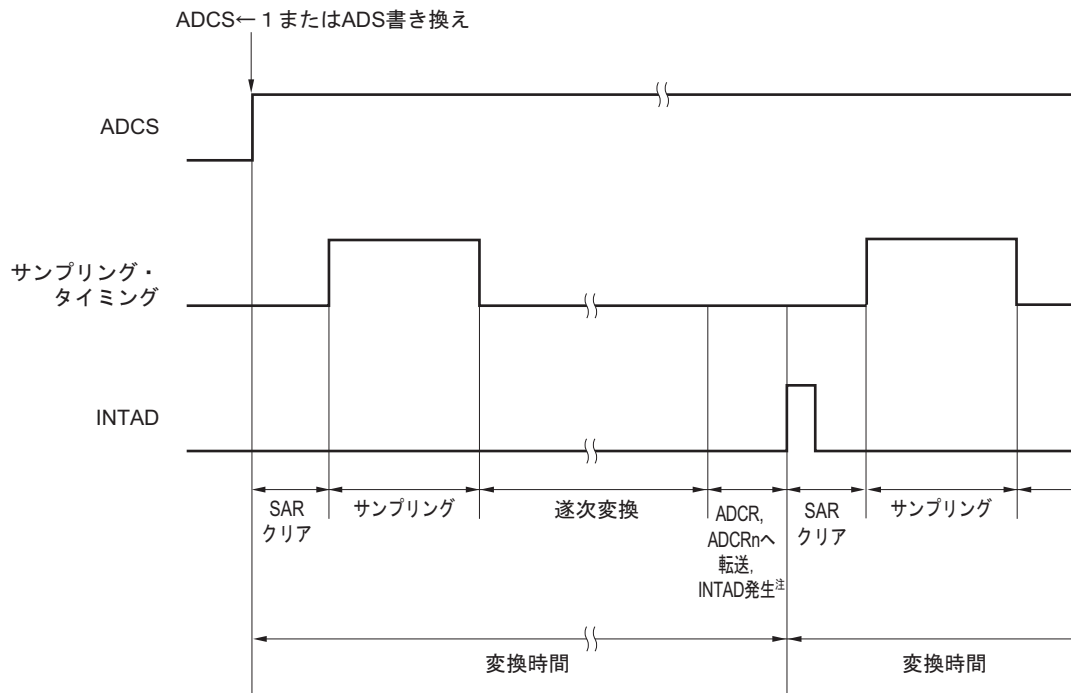 ADCS←1またはADS書き換え
ADCS
サンプリング・
タイミング
INTAD
SAR
クリア
サンプリング
逐次変換
ADCR,
ADCRnへ
転送,
INTAD発生注
SAR
クリア
サンプリング
変換時間
変換時間